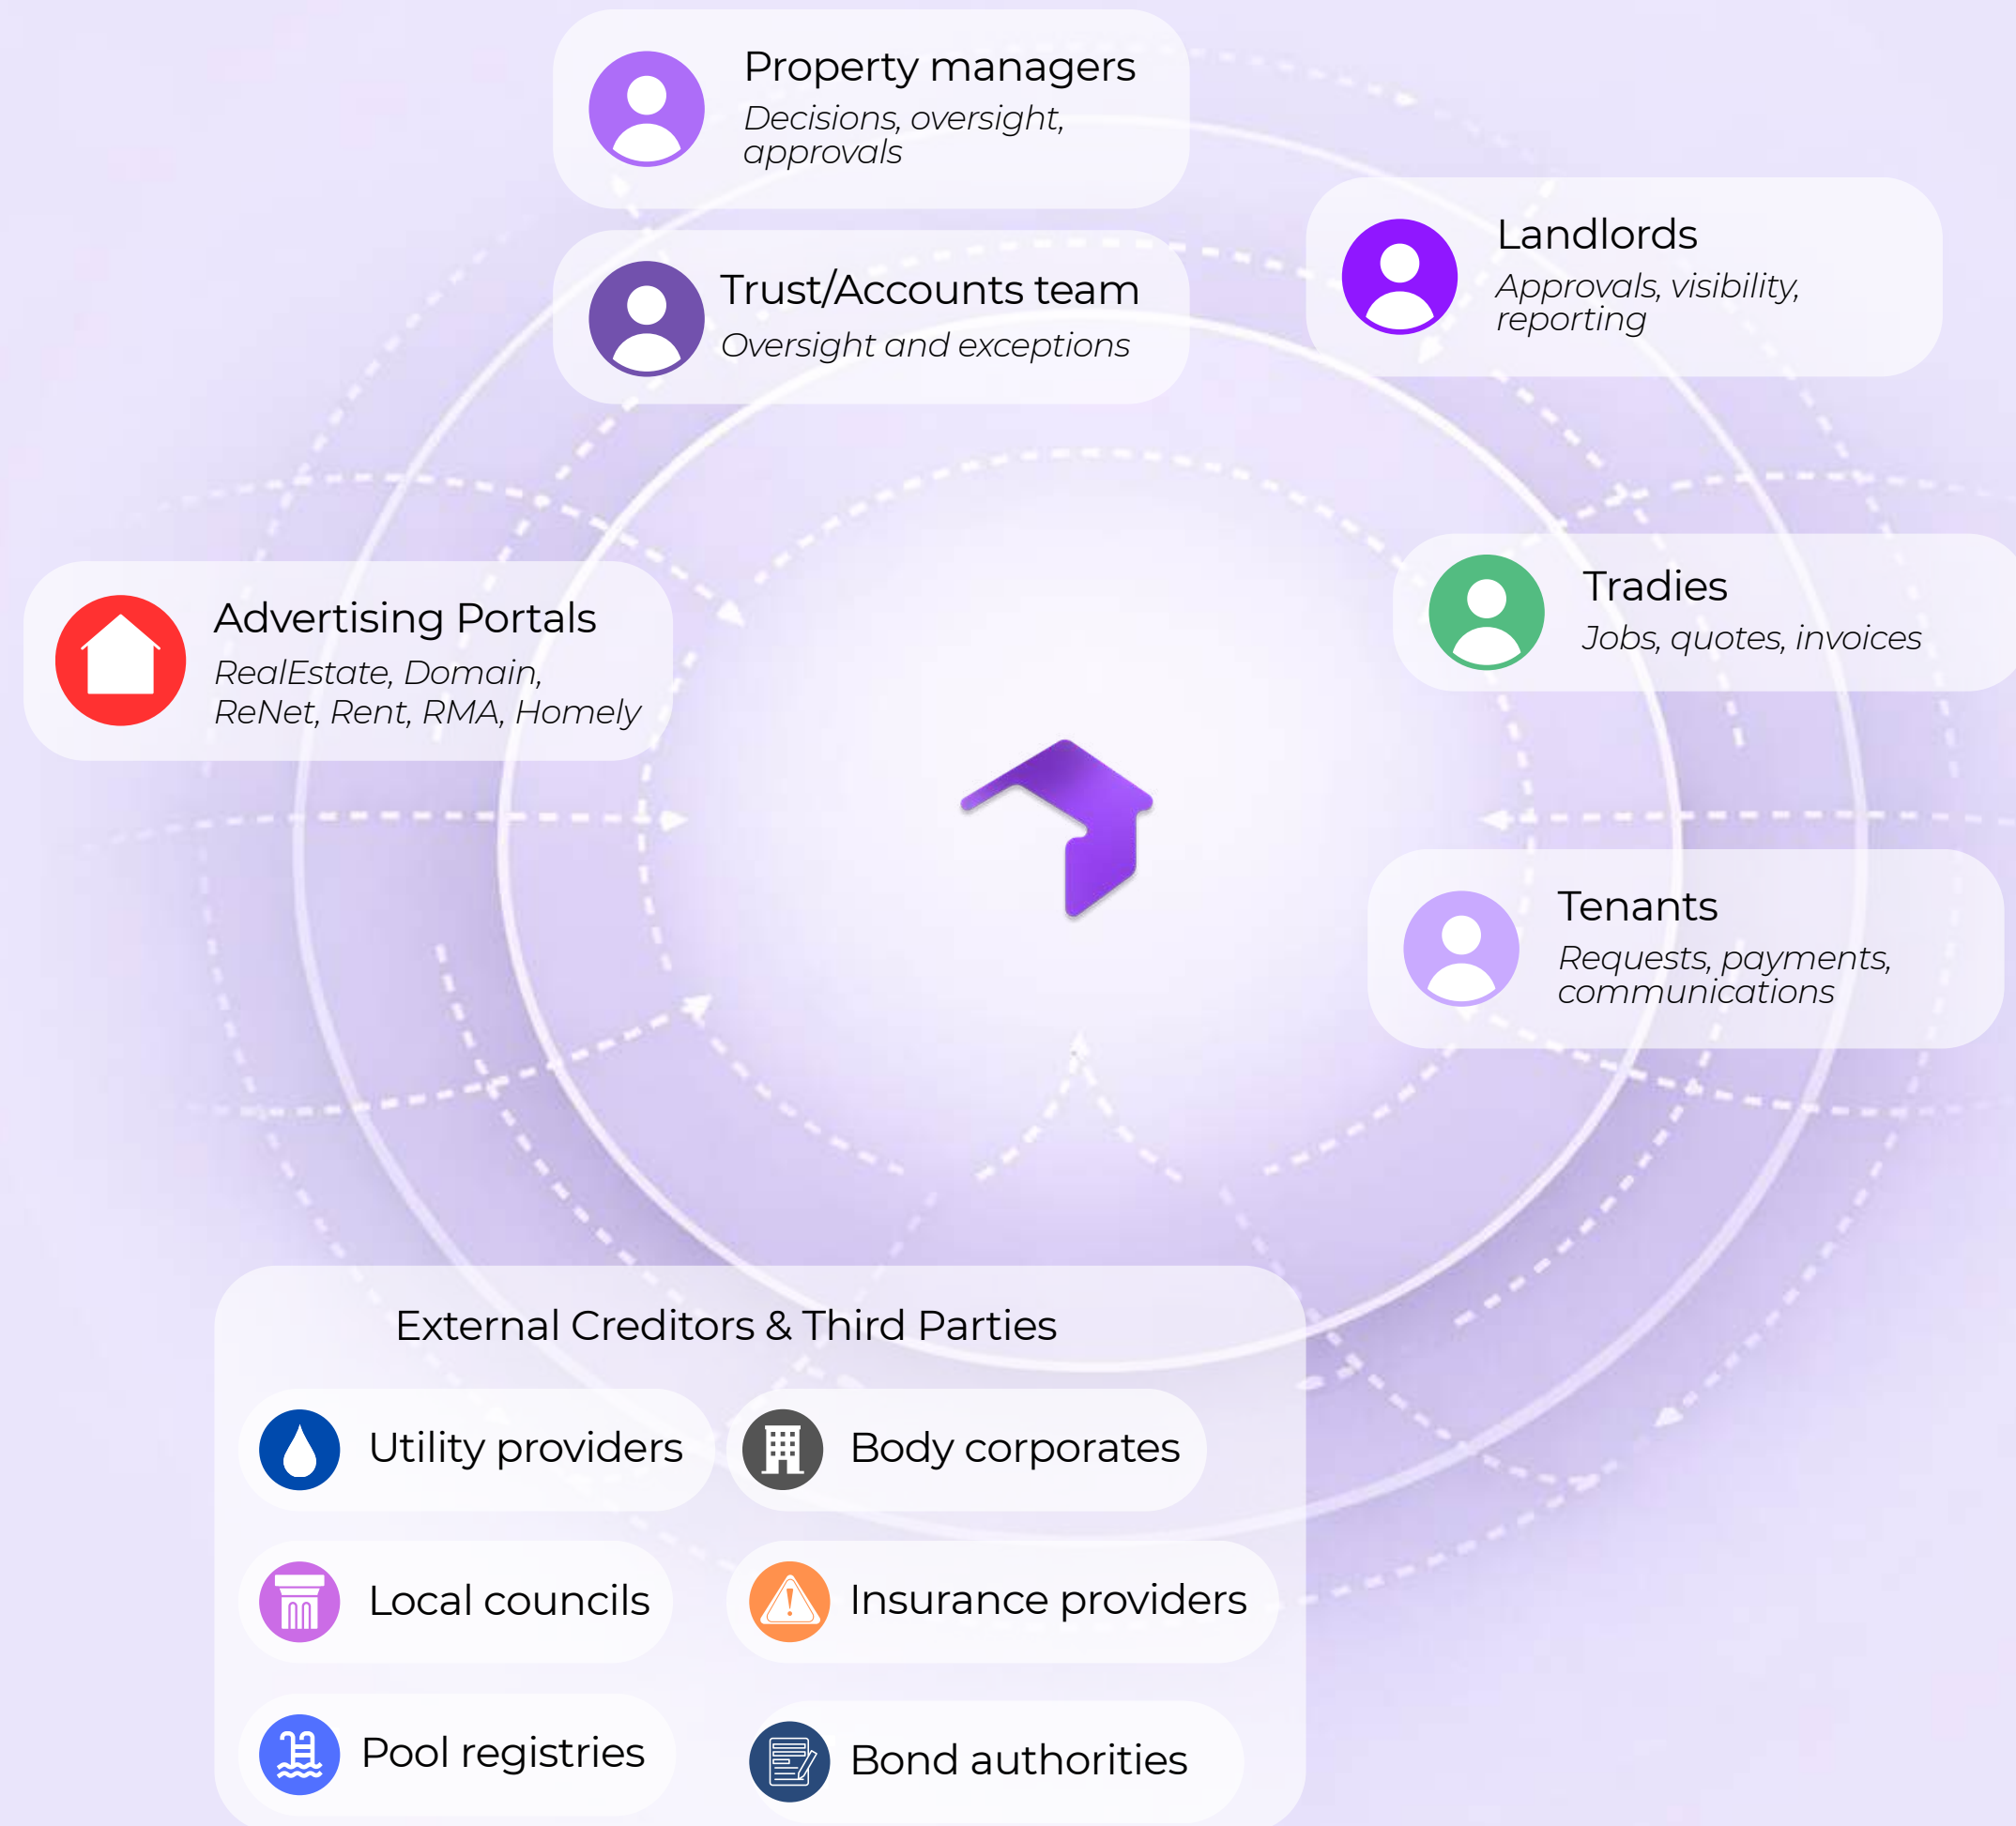 Property managers
Decisions, oversight,
approvals
Trust/Accounts team
Oversight and exceptions
Landlords
Approvals, visibility,
reporting
Advertising Portals
RealEstate, Domain,
ReNet, Rent, RMA, Homely
Tradies
Jobs, quotes, invoices
Tenants
Requests, payments,
communications
External Creditors & Third Parties
Utility providers
Body corporates
Local councils
Insurance providers
Pool registries
Bond authorities